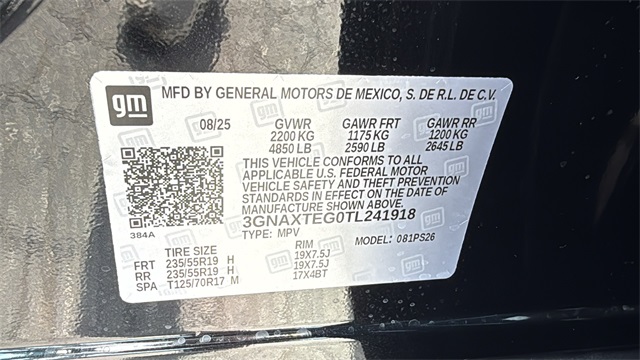 gm MFD BY GENERAL MOTORS DE MEXICO, S. DE R.L. DE C.V.
08/25 GVWR GAWR FRT GAWR RR
2200 KG 1175 KG 1200 KG
4850 LB 2590 LB 2645 LB
THIS VEHICLE CONFORMS TO ALL
APPLICABLE U.S. FEDERAL MOTOR
VEHICLE SAFETY AND THEFT PREVENTION
STANDARDS IN EFFECT ON THE DATE OF
MANUFACTURE SHOWN ABOVE.
3GNAXTEG0TL241918
384A TYPE: MPV MODEL: 081PS26
TIRE SIZE RIM
FRT 235/55R19 H 19X7.5J
RR 235/55R19 H 19X7.5J
SPA T125/70R17 M 17X4BT